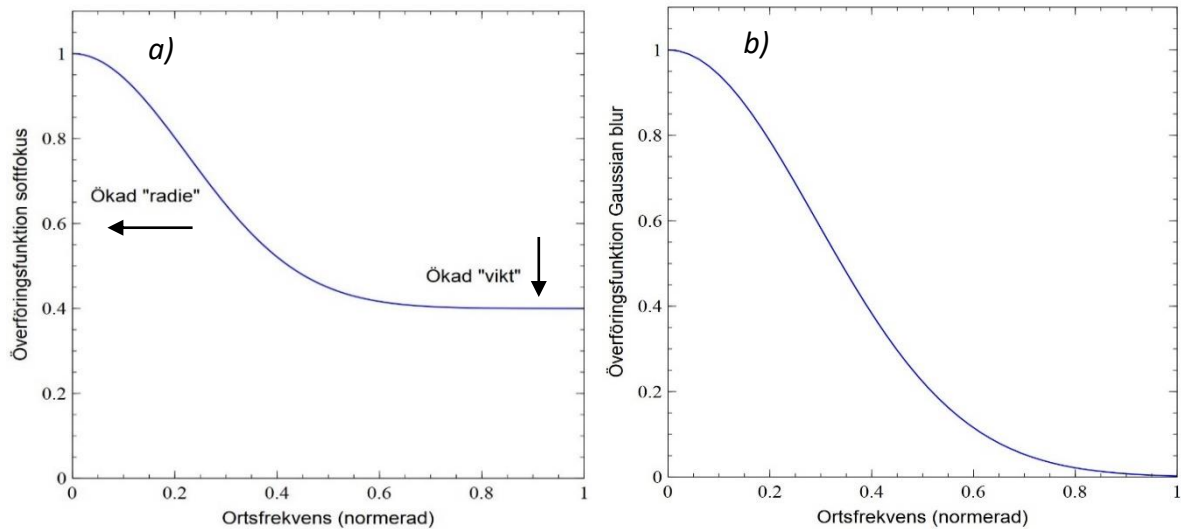 a)
Överföringsfunktion softfokus
1
0.8
0.6
0.4
0.2
0
Ökad "radie"
Ökad "vikt"
0 0.2 0.4 0.6 0.8 1
Ortsfrekvens (normerad)
b)
Överföringsfunktion Gaussian blur
1
0.8
0.6
0.4
0.2
0
0 0.2 0.4 0.6 0.8 1
Ortsfrekvens (normerad)